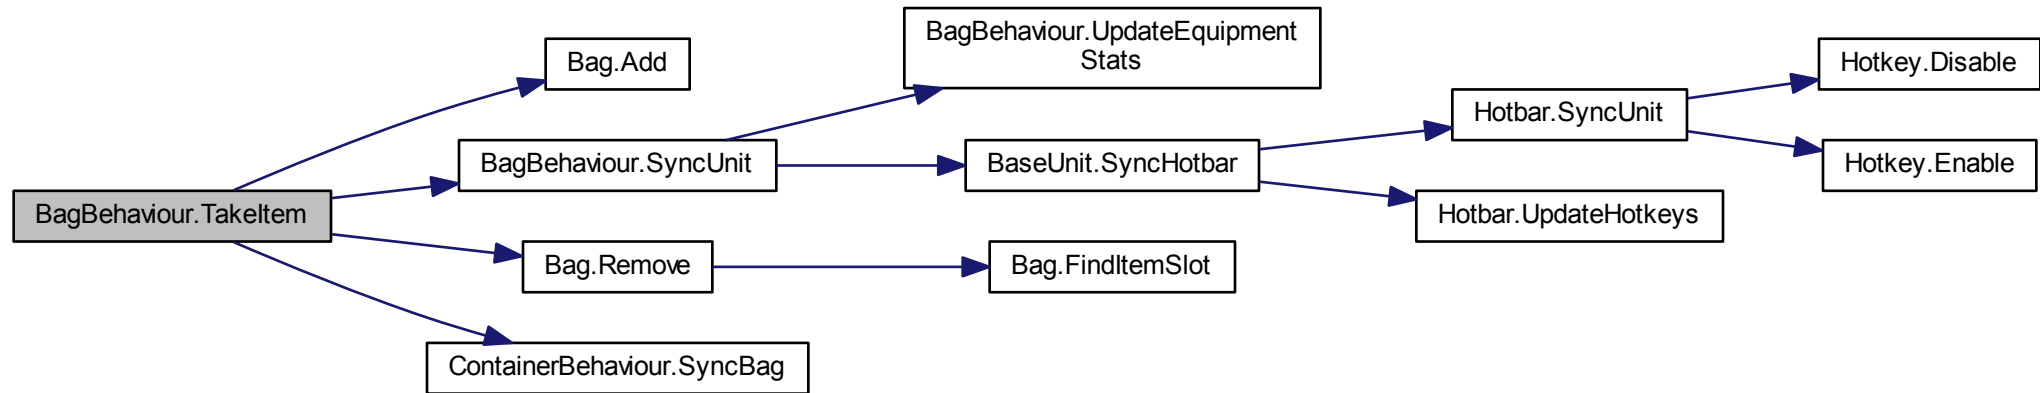 BagBehaviour.TakeItem
Bag.Add
BagBehaviour.SyncUnit
Bag.Remove
ContainerBehaviour.SyncBag
BagBehaviour.UpdateEquipment
Stats
BaseUnit.SyncHotbar
Bag.FindItemSlot
Hotbar.SyncUnit
Hotbar.UpdateHotkeys
Hotkey.Disable
Hotkey.Enable